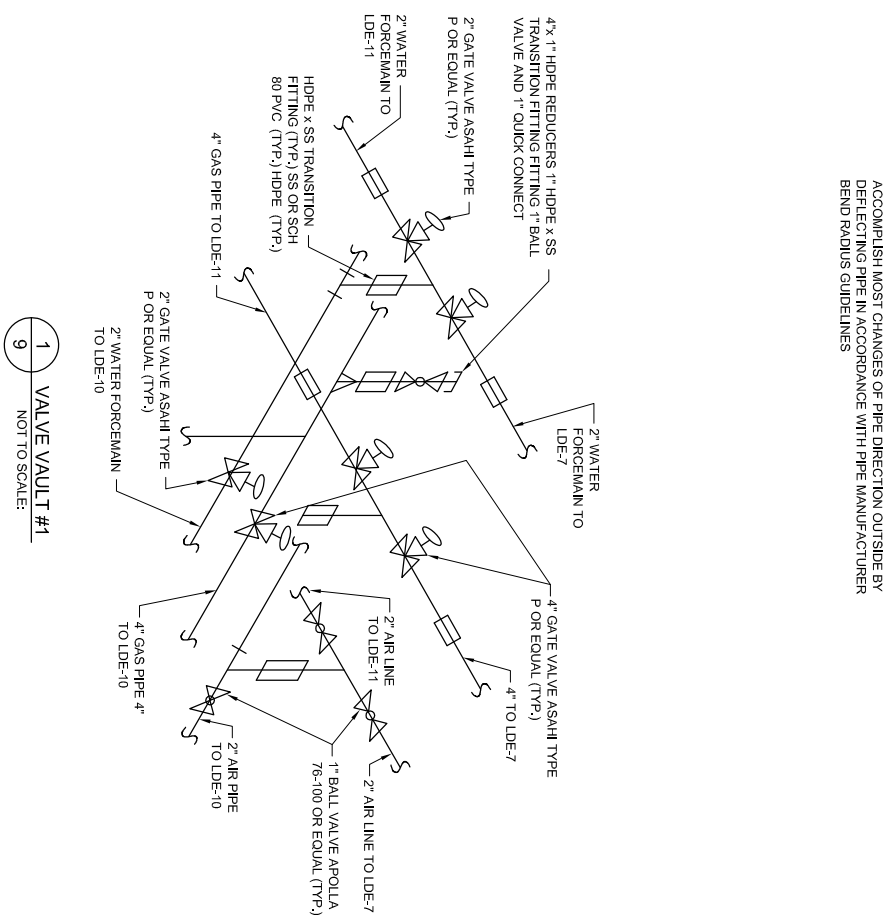 ACCOMPLISH MOST CHANGES OF PIPE DIRECTION OUTSIDE BY
DEFLECTING PIPE IN ACCORDANCE WITH PIPE MANUFACTURER
BEND RADIUS GUIDELINES
4"x 1" HDPE REDUCERS 1" HDPE x SS
TRANSITION FITTING FITTING 1" BALL
VALVE AND 1" QUICK CONNECT
2" GATE VALVE ASAHI TYPE
P OR EQUAL (TYP.)
2" WATER
FORCEMAIN TO
LDE-11
HDPE x SS TRANSITION
FITTING (TYP.) SS OR SCH
80 PVC (TYP.) HDPE (TYP.)
4" GAS PIPE TO LDE-11
2" GATE VALVE ASAHI TYPE
P OR EQUAL (TYP.)
2" WATER FORCEMAIN
TO LDE-10
2" WATER
FORCEMAIN TO
LDE-7
4" GATE VALVE ASAHI TYPE
P OR EQUAL (TYP.)
4" TO LDE-7
2" AIR LINE
TO LDE-11
4" GAS PIPE 4"
TO LDE-10
2" AIR LINE TO LDE-7
1" BALL VALVE APOLLA
76-100 OR EQUAL (TYP.)
2" AIR PIPE
TO LDE-10
1
9
VALVE VAULT #1
NOT TO SCALE: